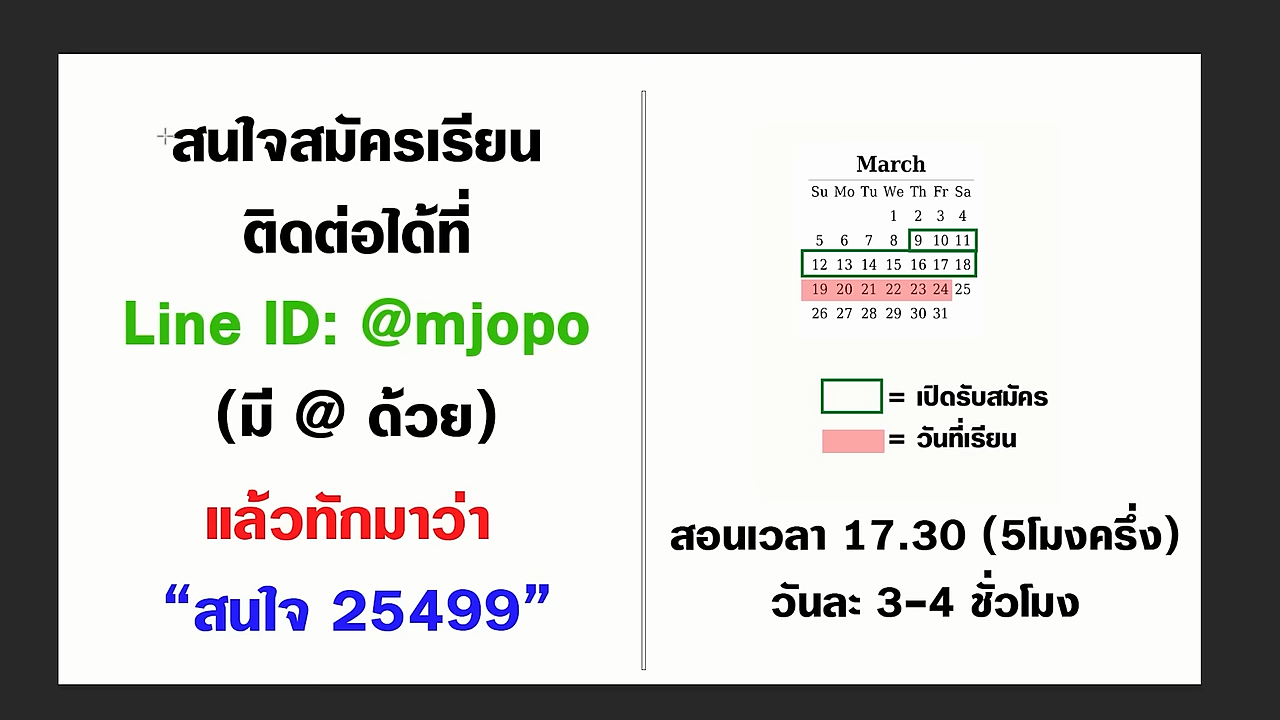 สนใจสมัครเรียน
ติดต่อได้ที่
Line ID: @mjopo
(มี @ ด้วย)
แล้วทักมาว่า
“สนใจ 25499”
March
Su Mo Tu We Th Fr Sa
1 2 3 4
5 6 7 8 9 10 11
12 13 14 15 16 17 18
19 20 21 22 23 24 25
26 27 28 29 30 31
= เปิดรับสมัคร
= วันที่เรียน
สอนเวลา 17.30 (5โมงครึ่ง)
วันละ 3-4 ชั่วโมง